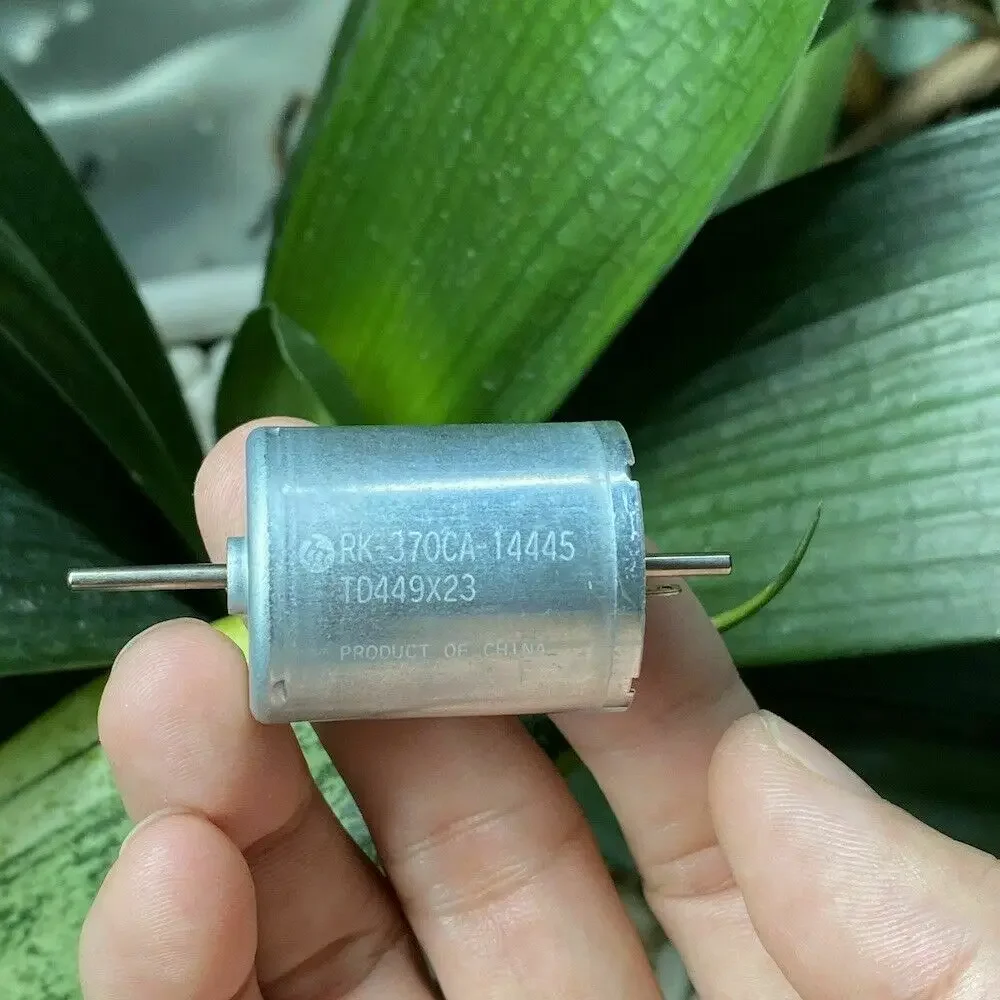 RK-370CA-14445
TD449X23
PRODUCT OF CHINA